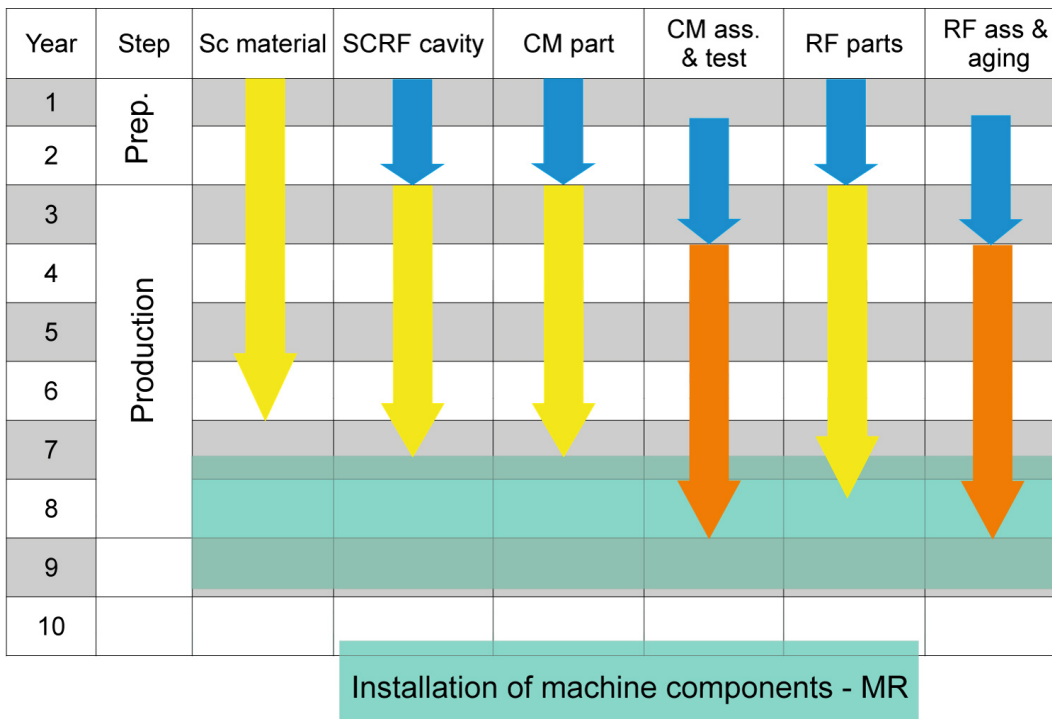 Year Step Sc material SCRF cavity CM part CM ass. & test RF parts RF ass & aging
1
Prep.
2
3
4
5
Production
6
7
8
9
10
Installation of machine components - MR